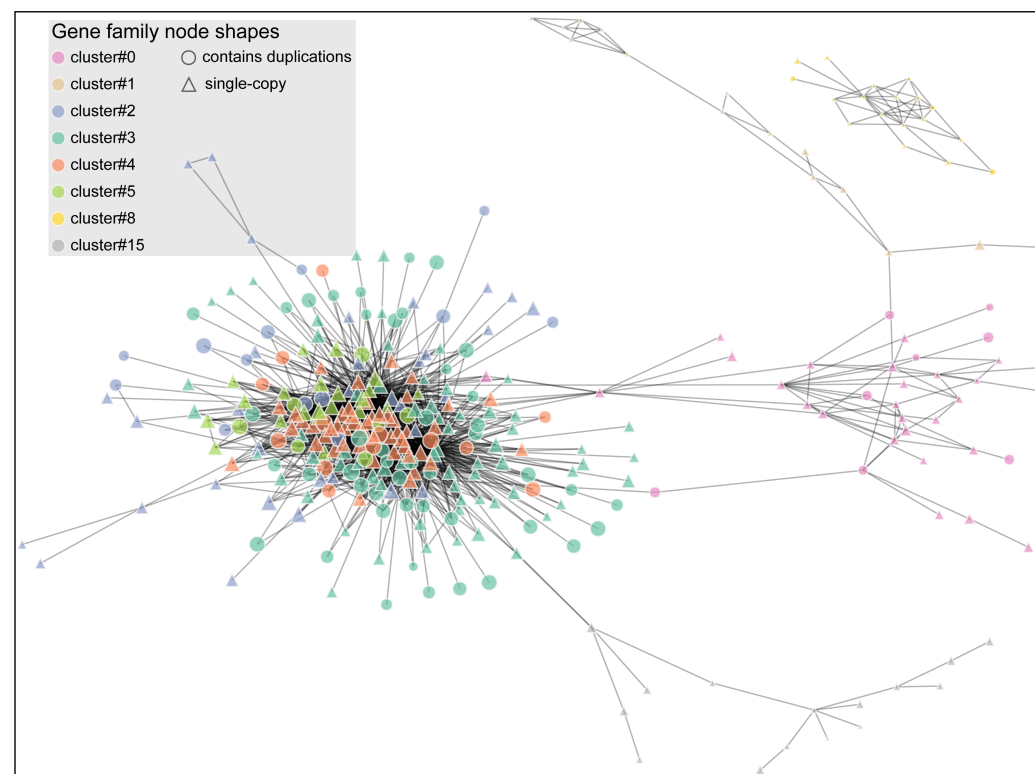 Gene family node shapes
cluster#0
contains duplications
cluster#1
single-copy
cluster#2
cluster#3
cluster#4
cluster#5
cluster#8
cluster#15